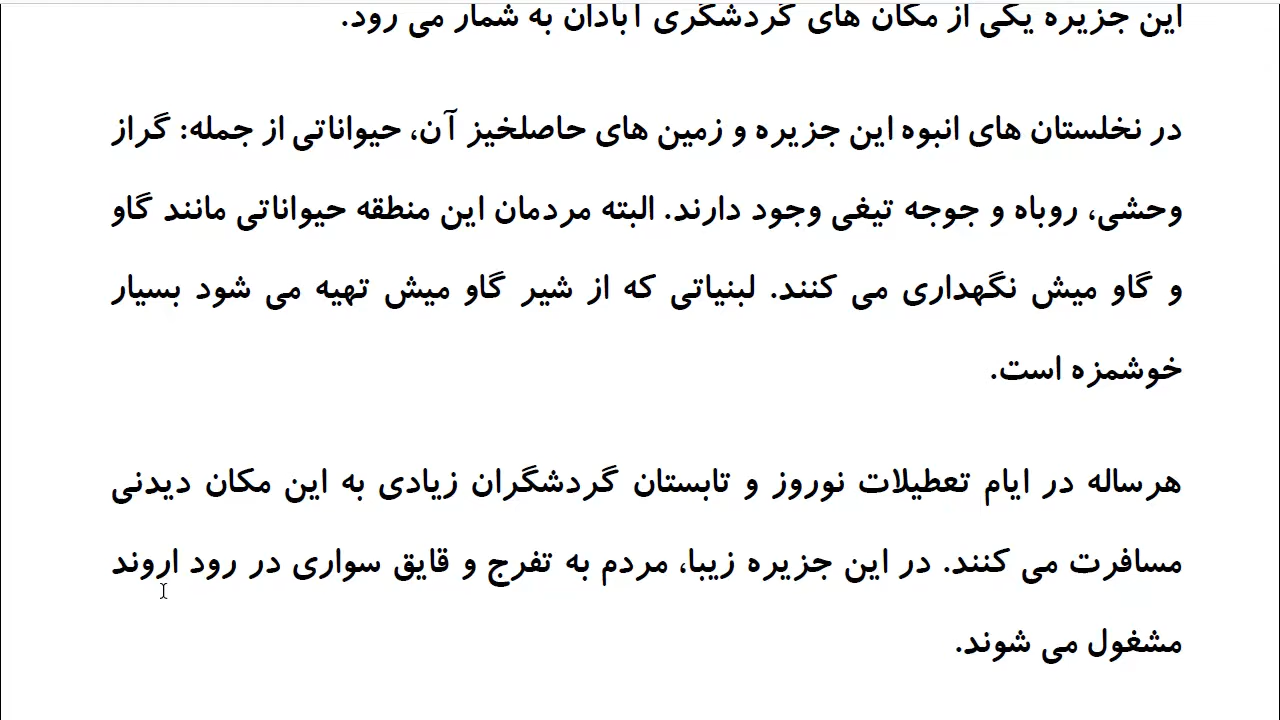 این جزیره یکی از مکان های گردشگری آبادان به شمار می رود.
در نخلستان های انبوه این جزیره و زمین های حاصلخیز آن، حیواناتی از جمله: گراز
وحشی، روباه و جوجه تیغی وجود دارند. البته مردمان این منطقه حیواناتی مانند گاو
و گاو میش نگهداری می کنند. لبنیاتی که از شیر گاو میش تهیه می شود بسیار
خوشمزه است.
هرساله در ایام تعطیلات نوروز و تابستان گردشگران زیادی به این مکان دیدنی
مسافرت می کنند. در این جزیره زیبا، مردم به تفرج و قایق سواری در رود اروند
مشغول می شوند.